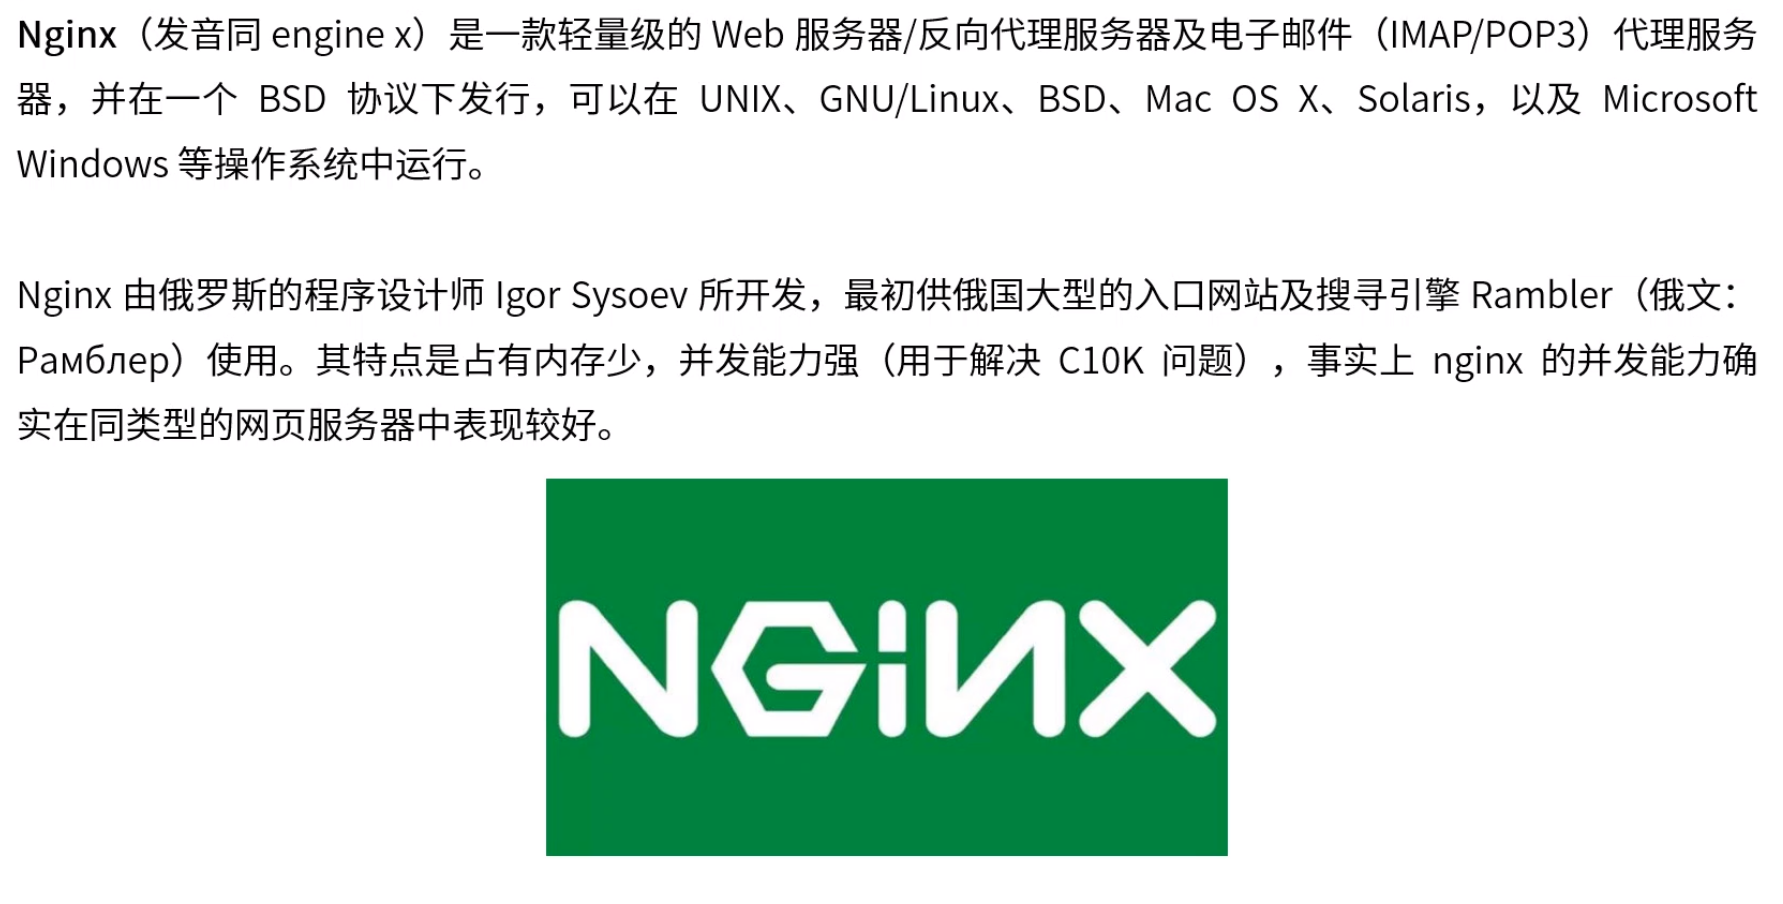 Nginx（发音同 engine x）是一款轻量级的 Web 服务器/反向代理服务器及电子邮件（IMAP/POP3）代理服务
器，并在一个 BSD 协议下发行，可以在 UNIX、GNU/Linux、BSD、Mac OS X、Solaris，以及 Microsoft
Windows 等操作系统中运行。
Nginx 由俄罗斯的程序设计师 Igor Sysoev 所开发，最初供俄国大型的入口网站及搜寻引擎 Rambler（俄文：
Рамблер）使用。其特点是占有内存少，并发能力强（用于解决 C10K 问题），事实上 nginx 的并发能力确
实在同类型的网页服务器中表现较好。
NGiNX